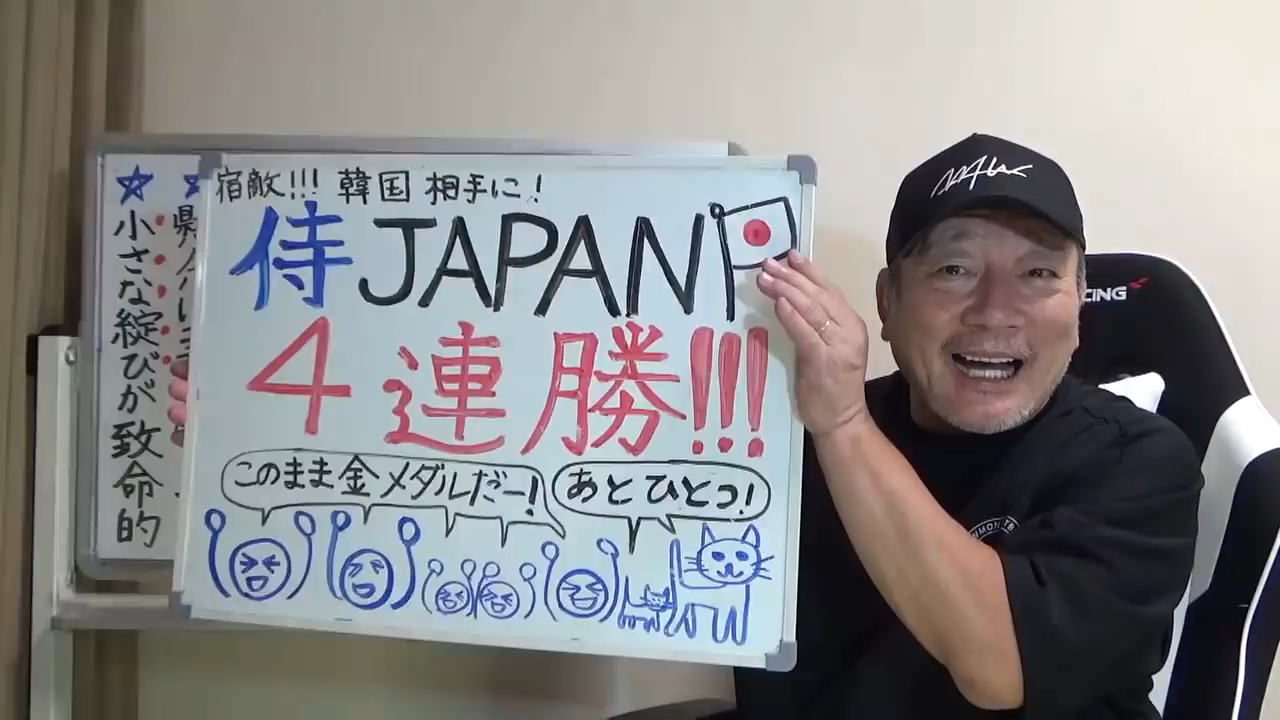 宿敵!!! 韓国 相手に!
侍JAPAN
4連勝!!!
このまま金メダルだー!
あとひとつ!
小さな綻びが致命的